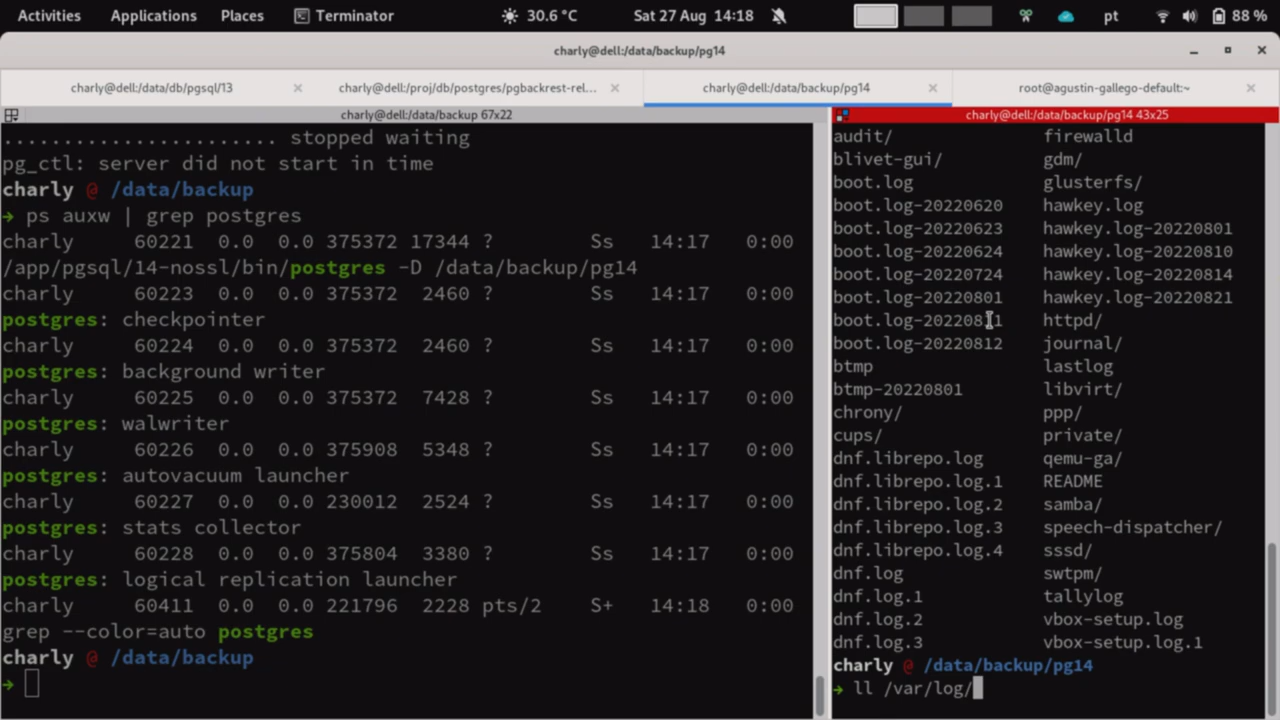 Activities Applications Places Terminator 30.6 °C Sat 27 Aug 14:18 pt 88 %
charly@dell:/data/backup/pg14
charly@dell:/data/db/pgsql/13 × charly@dell:/proj/db/postgres/pgbackrest-rel... × charly@dell:/data/backup/pg14 × root@agustin-gallego-default:~ ×
charly@dell:/data/backup 67x22
....................... stopped waiting
pg_ctl: server did not start in time
charly @ /data/backup
→ ps auxw | grep postgres
charly 60221 0.0 0.0 375372 17344 ? Ss 14:17 0:00
/app/pgsql/14-nossl/bin/postgres -D /data/backup/pg14
charly 60223 0.0 0.0 375372 2460 ? Ss 14:17 0:00
postgres: checkpointer
charly 60224 0.0 0.0 375372 2460 ? Ss 14:17 0:00
postgres: background writer
charly 60225 0.0 0.0 375372 7428 ? Ss 14:17 0:00
postgres: walwriter
charly 60226 0.0 0.0 375908 5348 ? Ss 14:17 0:00
postgres: autovacuum launcher
charly 60227 0.0 0.0 230012 2524 ? Ss 14:17 0:00
postgres: stats collector
charly 60228 0.0 0.0 375804 3380 ? Ss 14:17 0:00
postgres: logical replication launcher
charly 60411 0.0 0.0 221796 2228 pts/2 S+ 14:18 0:00
grep --color=auto postgres
charly @ /data/backup
→
charly@dell:/data/backup/pg14 43x25
audit/ firewalld
blivet-gui/ gdm/
boot.log glusterfs/
boot.log-20220620 hawkey.log
boot.log-20220623 hawkey.log-20220801
boot.log-20220624 hawkey.log-20220810
boot.log-20220724 hawkey.log-20220814
boot.log-20220801 hawkey.log-20220821
boot.log-20220811 httpd/
boot.log-20220812 journal/
btmp lastlog
btmp-20220801 libvirt/
chrony/ ppp/
cups/ private/
dnf.librepo.log qemu-ga/
dnf.librepo.log.1 README
dnf.librepo.log.2 samba/
dnf.librepo.log.3 speech-dispatcher/
dnf.librepo.log.4 sssd/
dnf.log swtpm/
dnf.log.1 tallylog
dnf.log.2 vbox-setup.log
dnf.log.3 vbox-setup.log.1
charly @ /data/backup/pg14
→ ll /var/log/